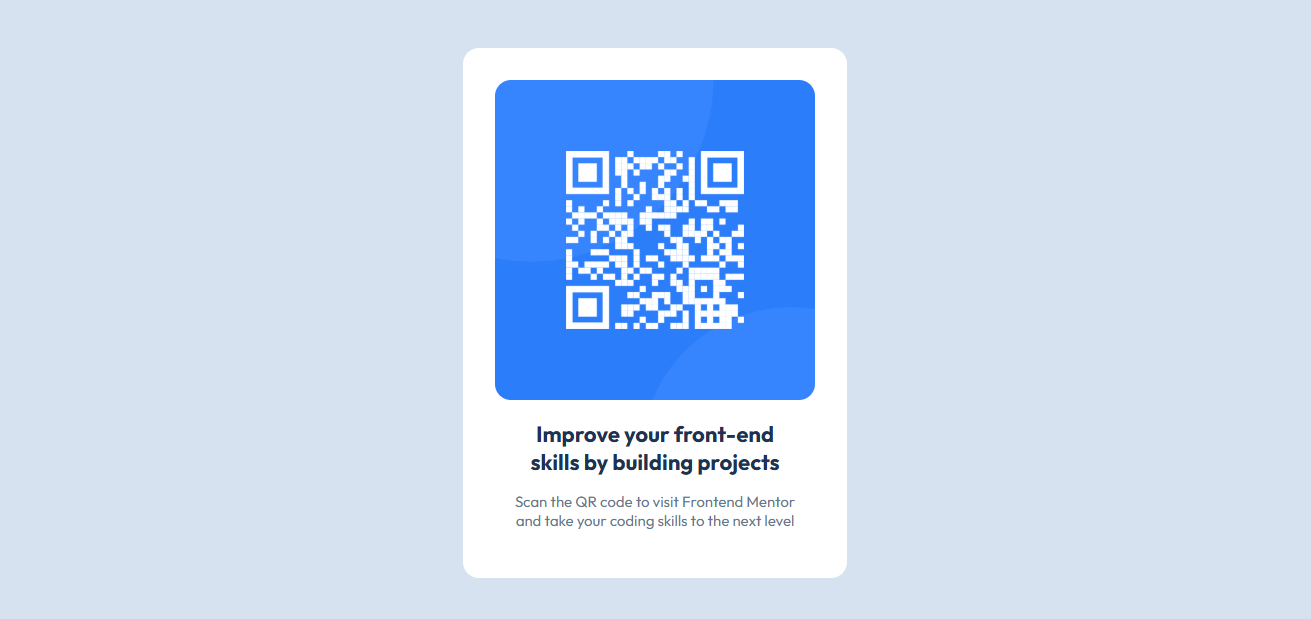 Improve your front-end
skills by building projects
Scan the QR code to visit Frontend Mentor
and take your coding skills to the next level